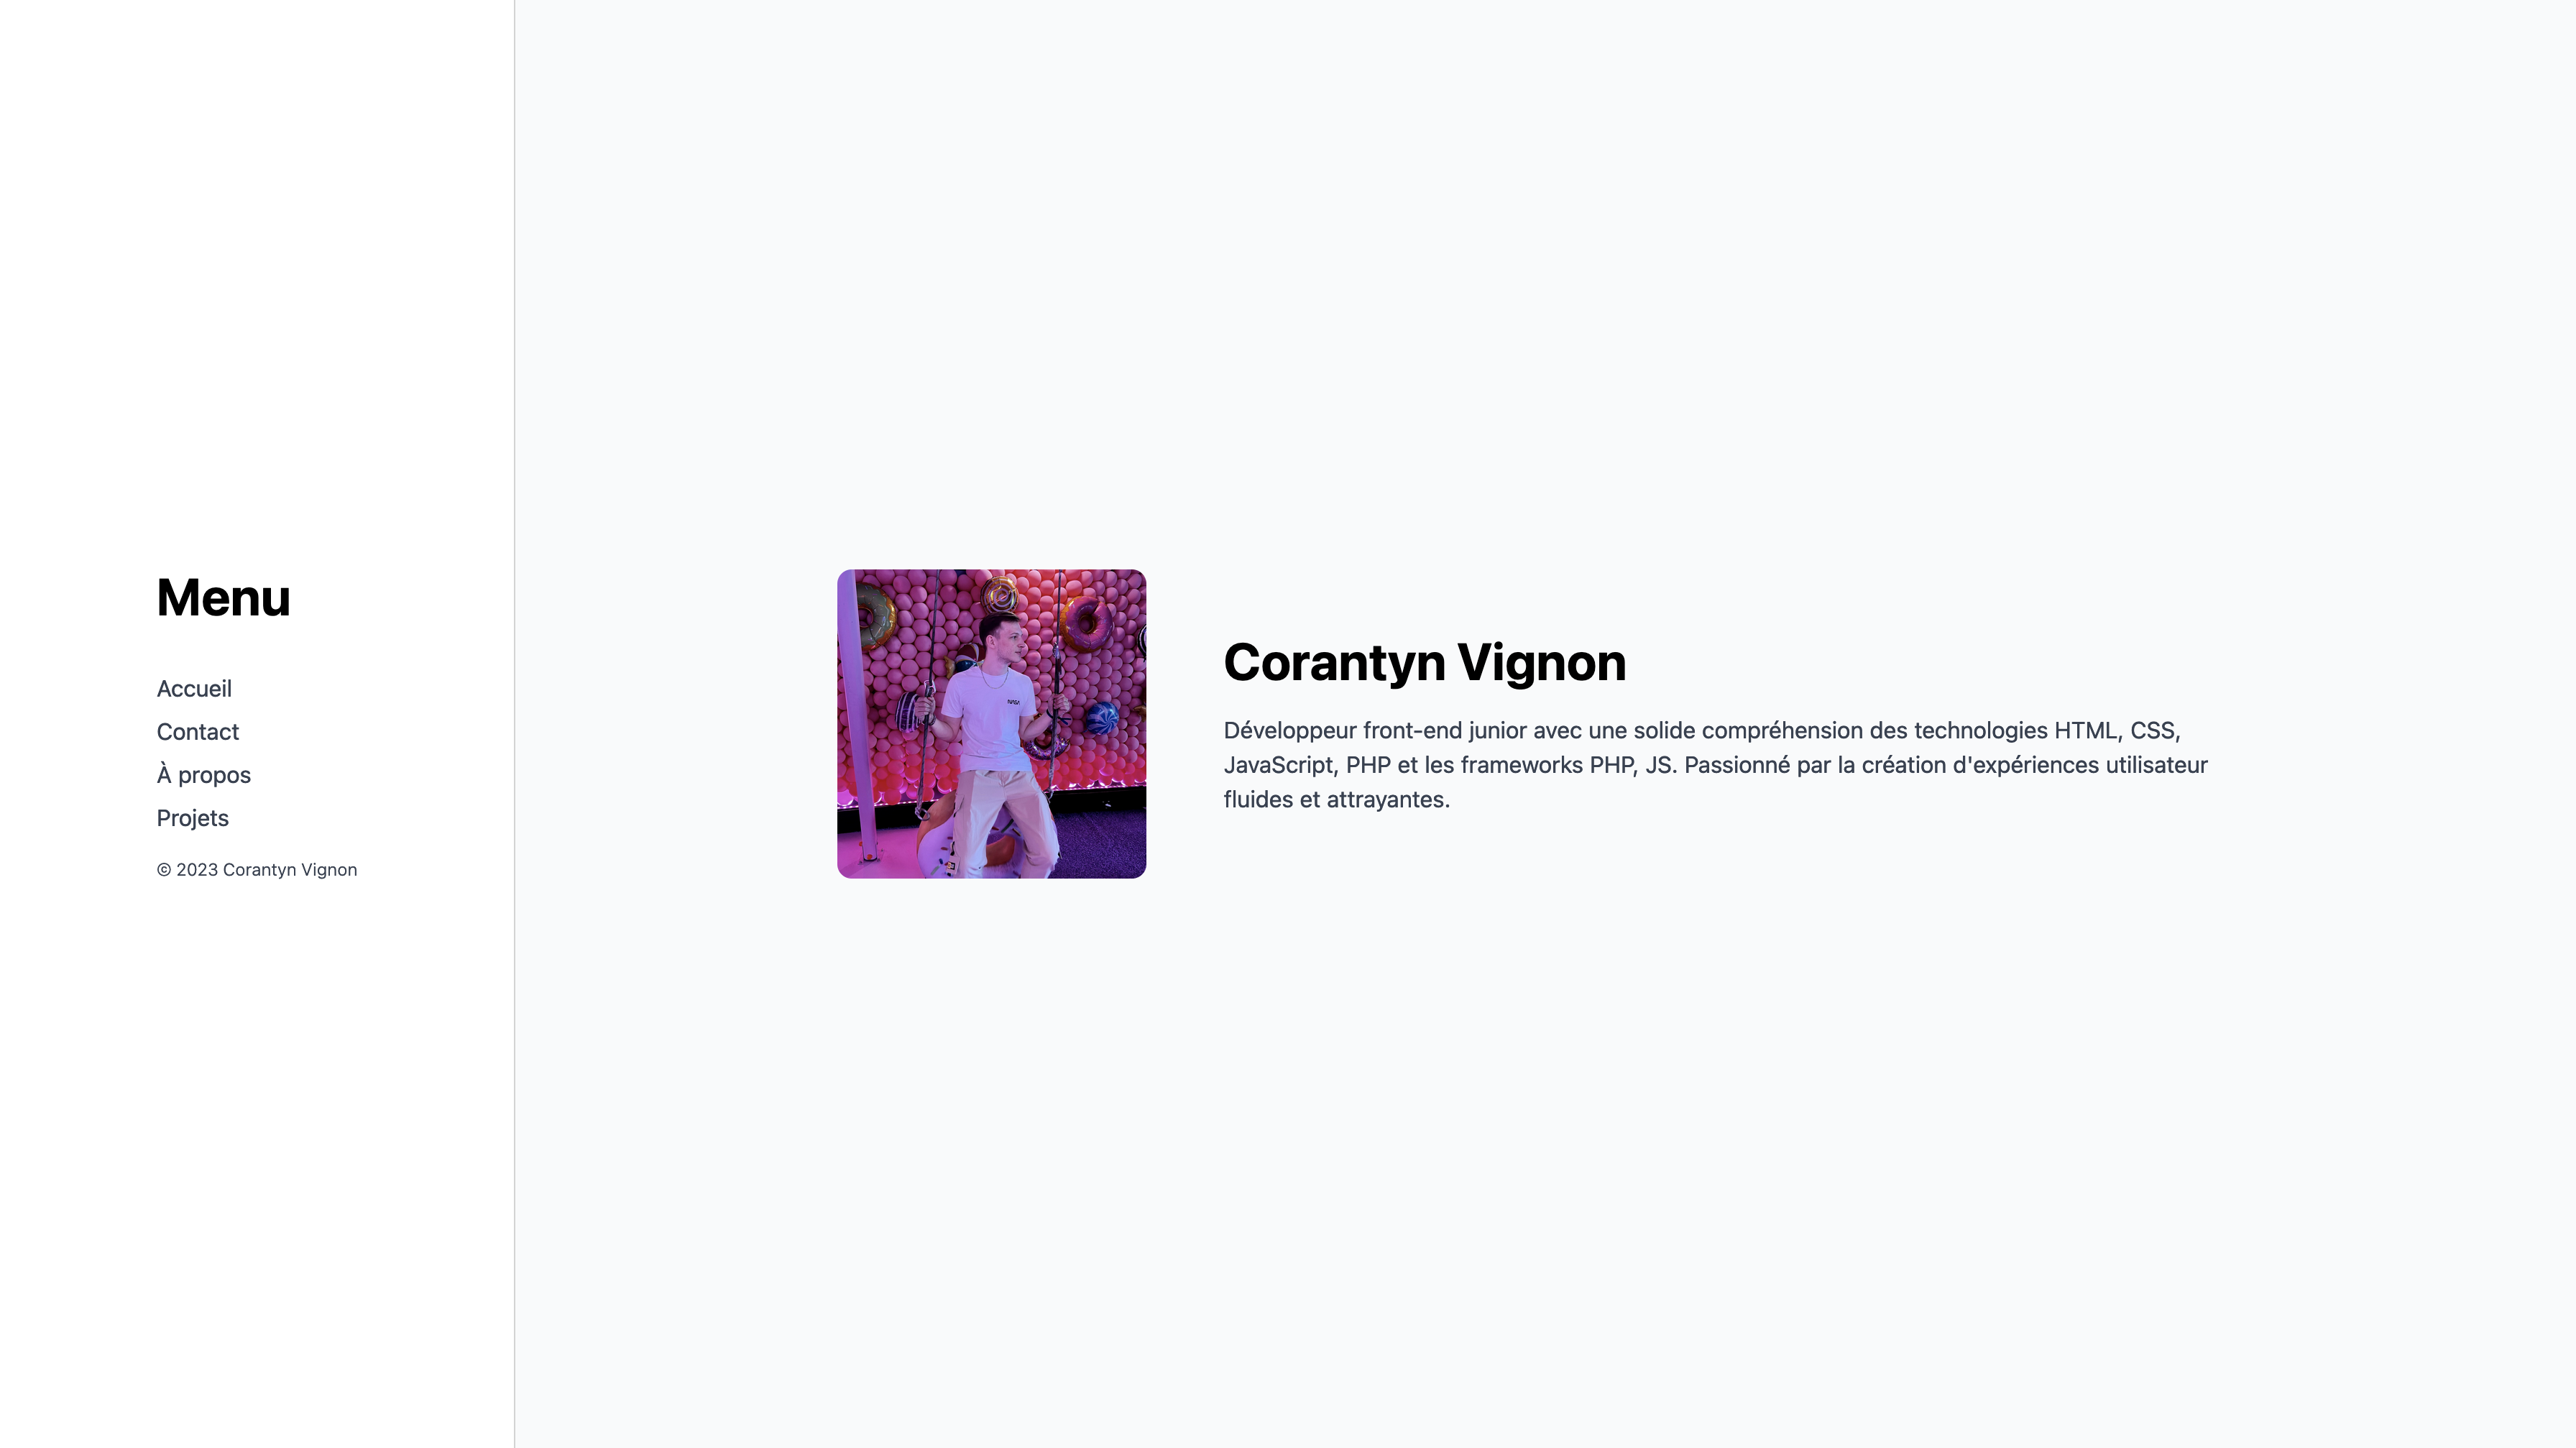 Menu
Accueil
Contact
À propos
Projets
© 2023 Corantyn Vignon
NASA
Corantyn Vignon
Développeur front-end junior avec une solide compréhension des technologies HTML, CSS,
JavaScript, PHP et les frameworks PHP, JS. Passionné par la création d'expériences utilisateur
fluides et attrayantes.